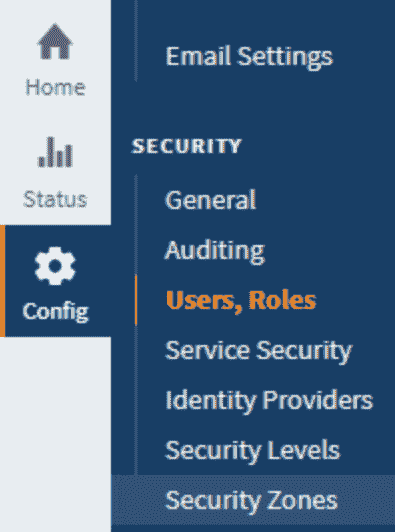 Home
Status
Config
Email Settings
SECURITY
General
Auditing
Users, Roles
Service Security
Identity Providers
Security Levels
Security Zones